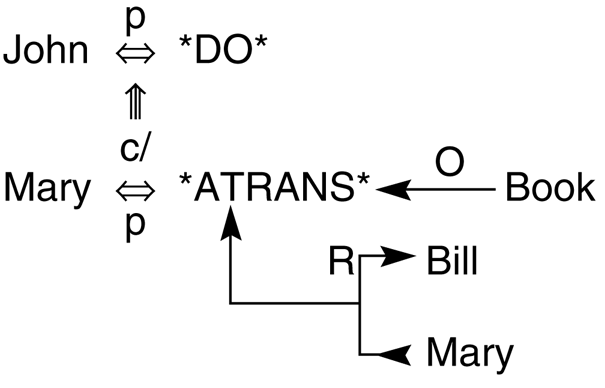 p
John ⇔ *DO*
⤊
c/
Mary ⇔ *ATRANS* O Book
p
R Bill
Mary